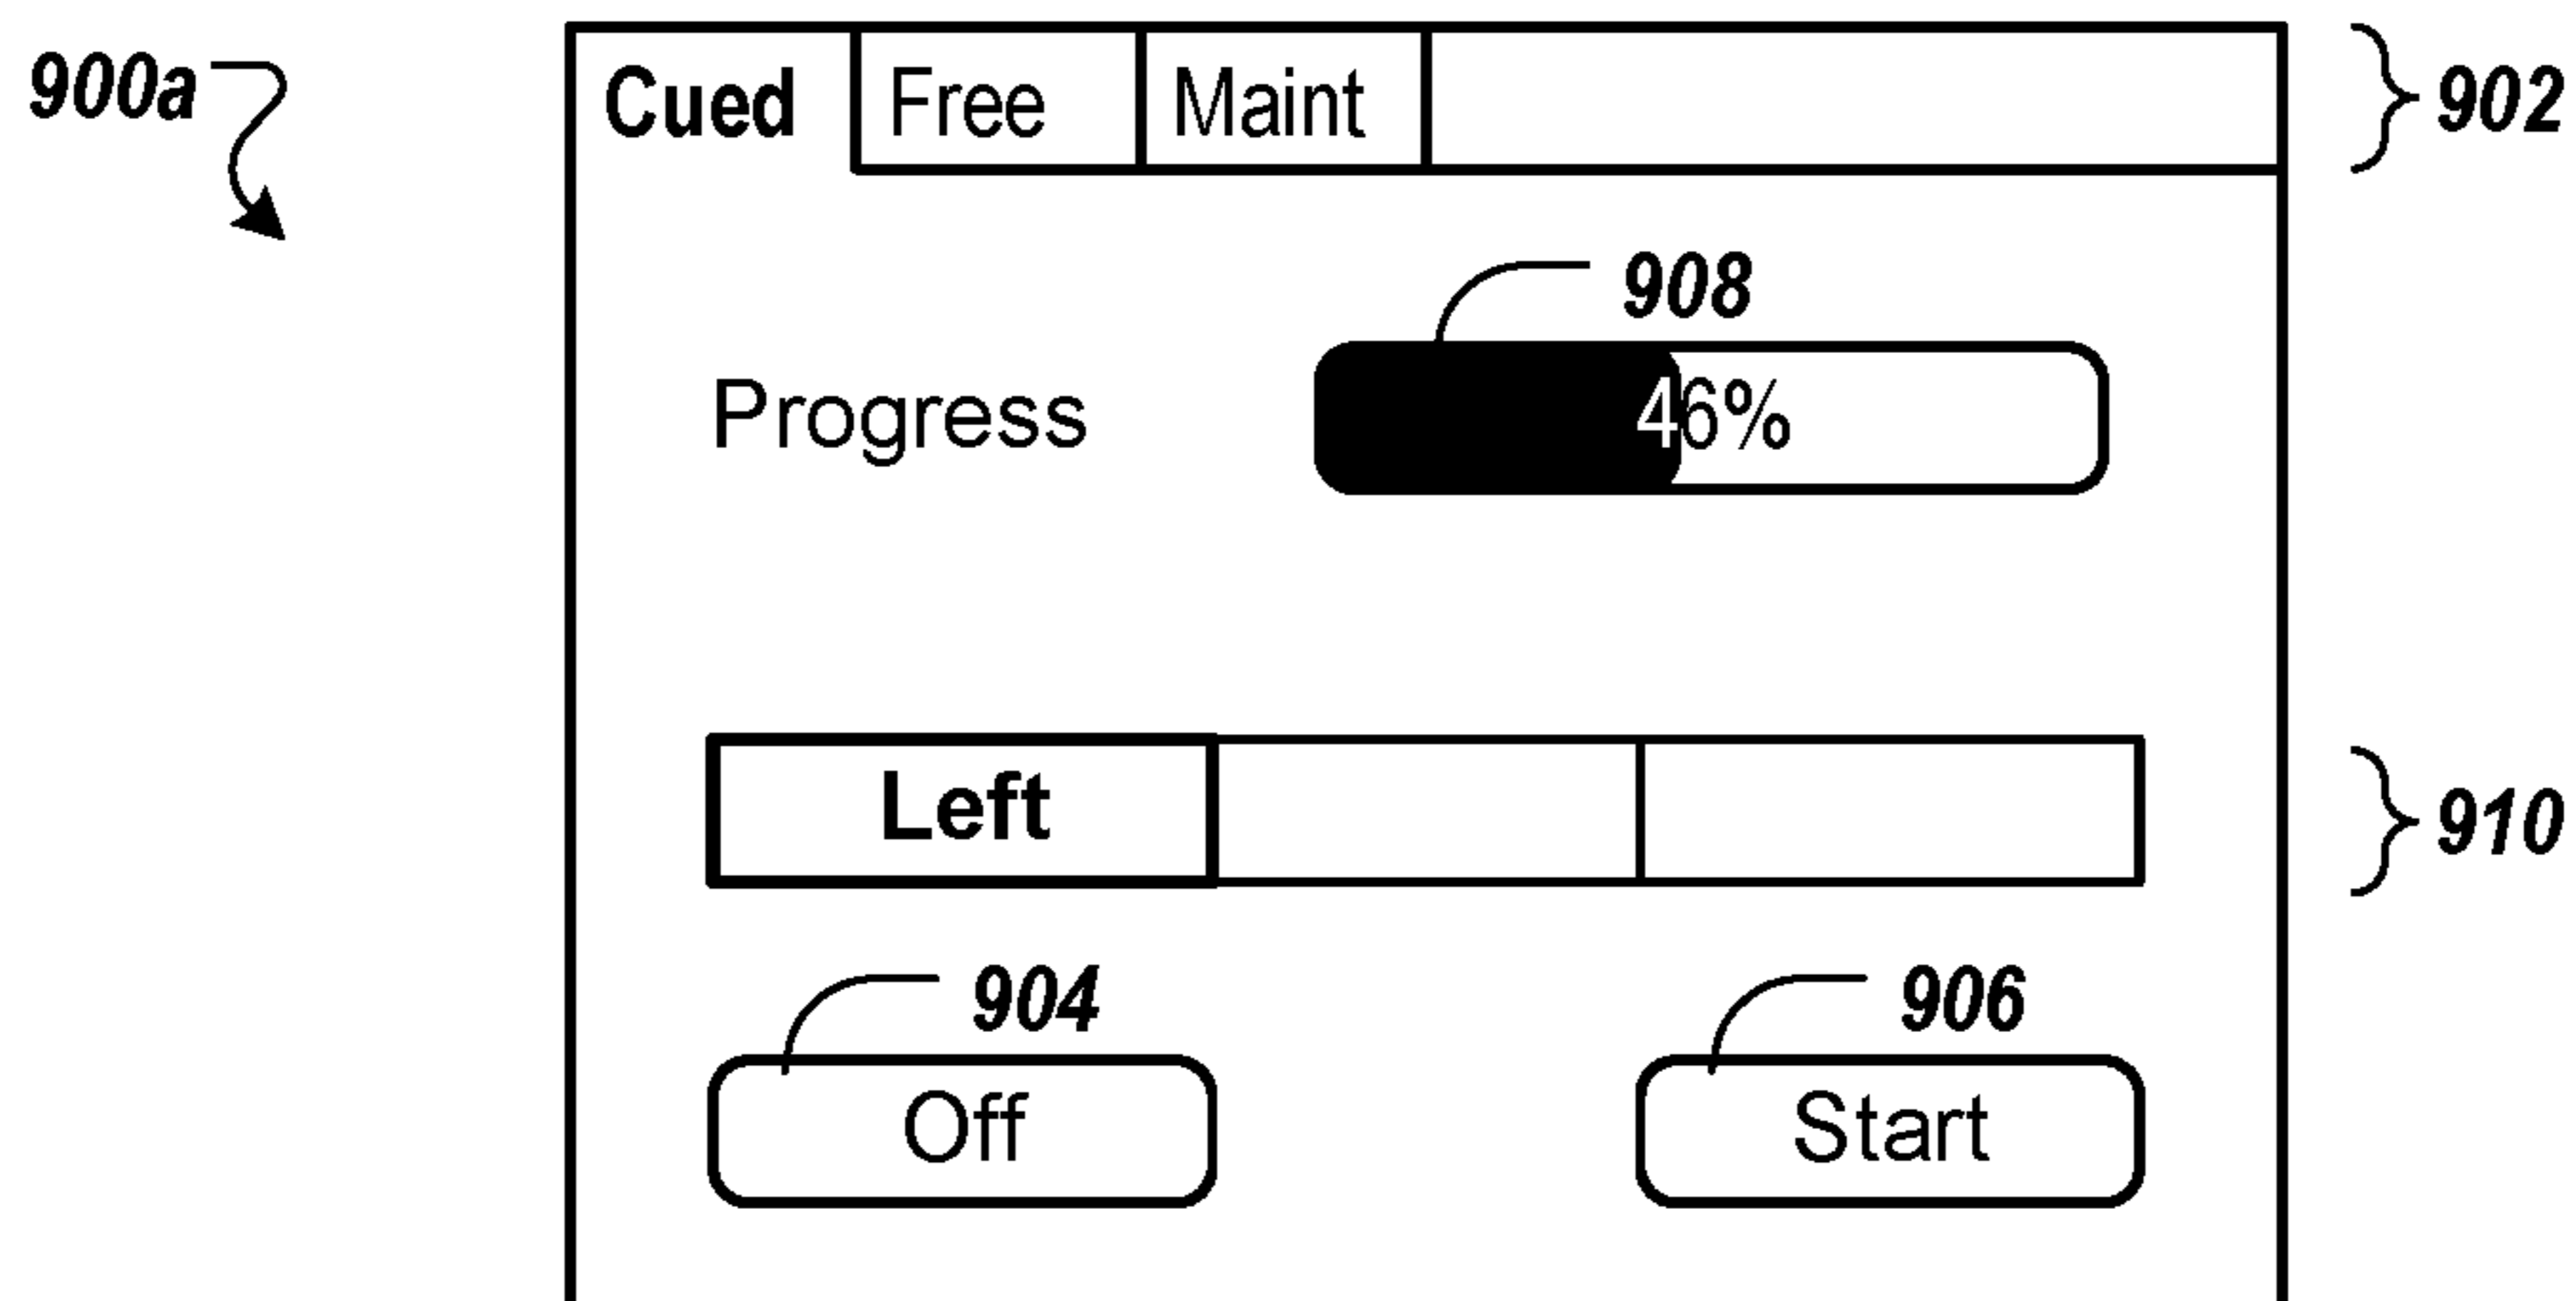 900a
Cued Free Maint 902
908
Progress 46%
Left 910
904 906
Off Start